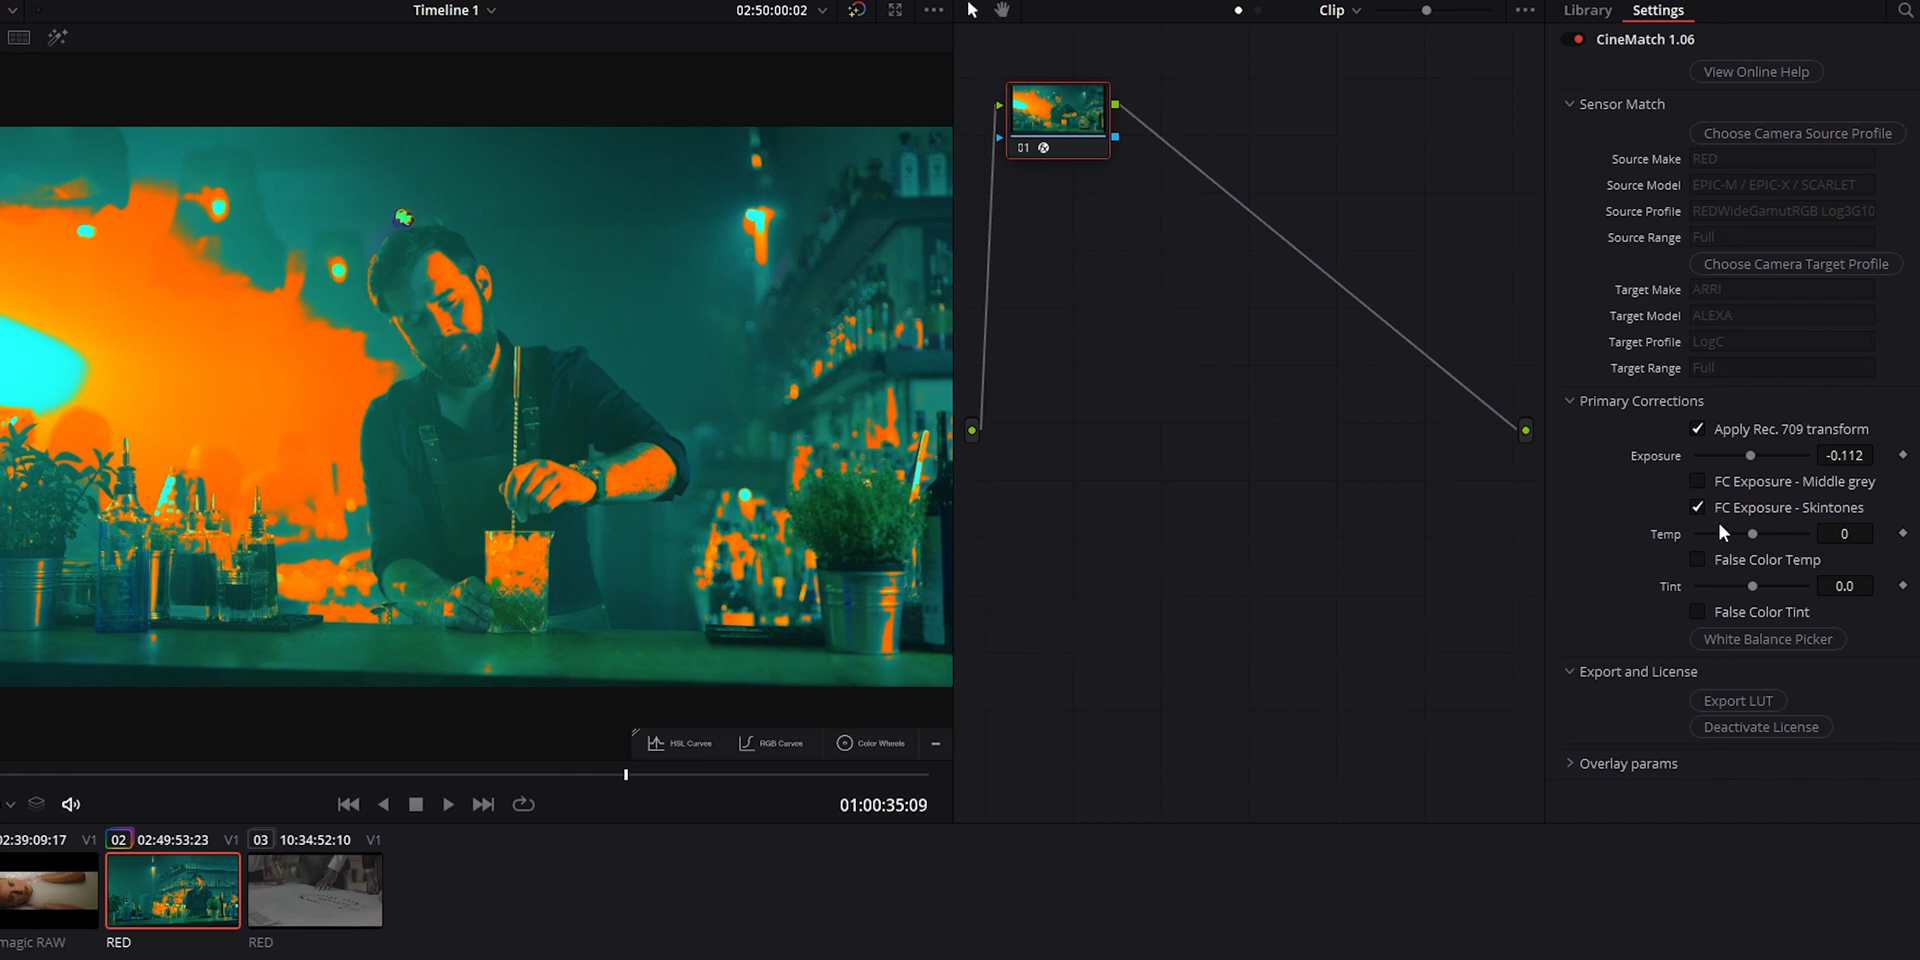 Timeline 1
02:50:00:02
Clip
Library
Settings
CineMatch 1.06
View Online Help
Sensor Match
Choose Camera Source Profile
Source Make
RED
Source Model
EPIC-M / EPIC-X / SCARLET
Source Profile
REDWideGamutRGB Log3G10
Source Range
Full
Choose Camera Target Profile
Target Make
ARRI
Target Model
ALEXA
Target Profile
LogC
Target Range
Full
Primary Corrections
Apply Rec. 709 transform
Exposure
-0.112
FC Exposure - Middle grey
FC Exposure - Skintones
Temp
0
False Color Temp
Tint
0.0
False Color Tint
White Balance Picker
Export and License
Export LUT
Deactivate License
Overlay params
01
HSL Curves
RGB Curves
Color Wheels
01:00:35:09
02:39:09:17 V1
02 02:49:53:23 V1
03 10:34:52:10 V1
magic RAW
RED
RED